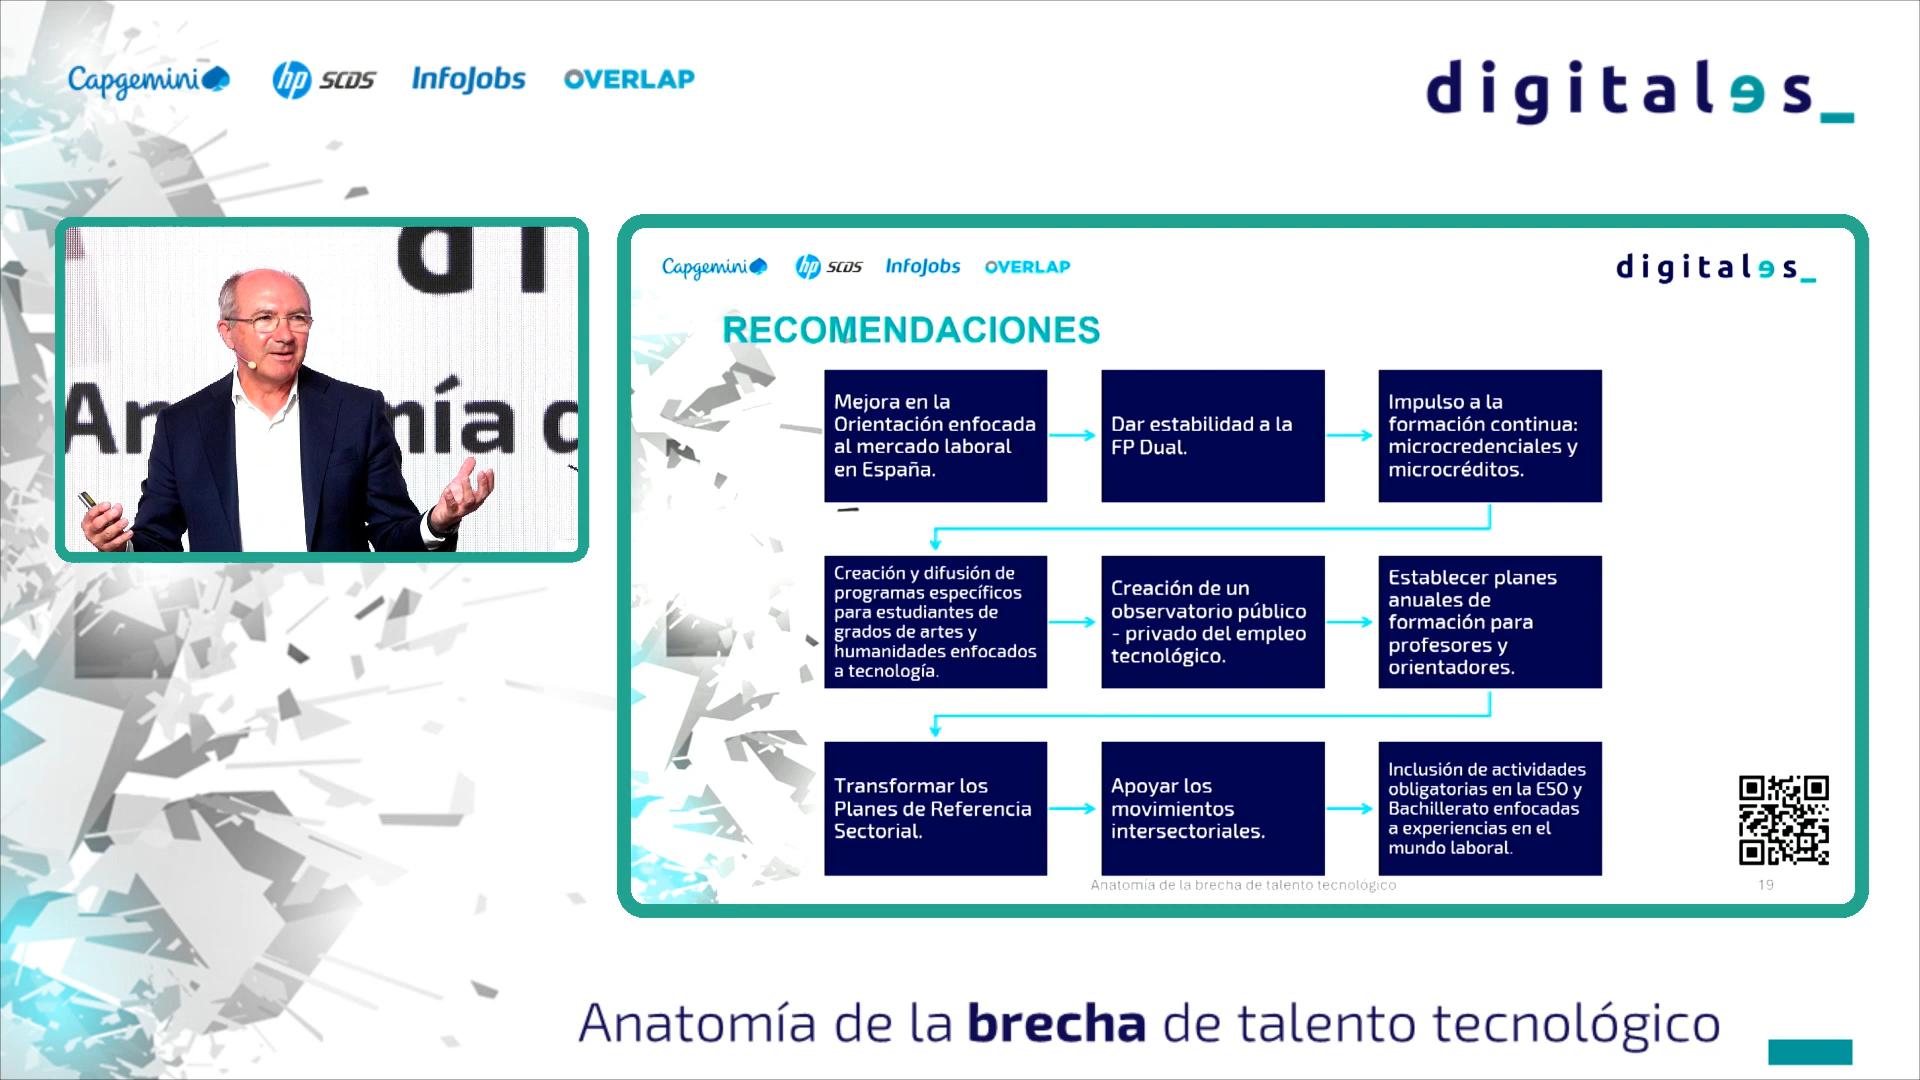 Capgemini
hp SCDS
InfoJobs
OVERLAP
digitales_
Capgemini
hp SCDS
InfoJobs
OVERLAP
digitales_
RECOMENDACIONES
Mejora en la
Orientación enfocada
al mercado laboral
en España.
Dar estabilidad a la
FP Dual.
Impulso a la
formación continua:
microcredenciales y
microcréditos.
Creación y difusión de
programas específicos
para estudiantes de
grados de artes y
humanidades enfocados
a tecnología.
Creación de un
observatorio público
- privado del empleo
tecnológico.
Establecer planes
anuales de
formación para
profesores y
orientadores.
Transformar los
Planes de Referencia
Sectorial.
Apoyar los
movimientos
intersectoriales.
Inclusión de actividades
obligatorias en la ESO y
Bachillerato enfocadas
a experiencias en el
mundo laboral.
Anatomía de la brecha de talento tecnológico
19
Anatomía de la brecha de talento tecnológico